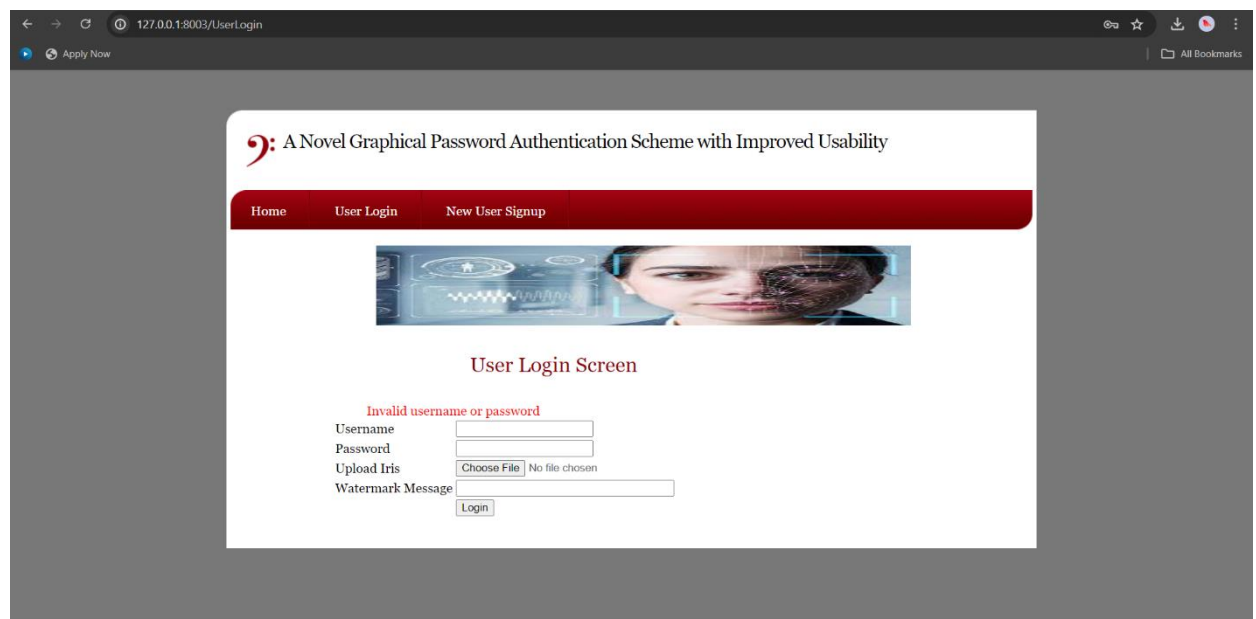 127.0.0.1:8003/UserLogin
Apply Now
All Bookmarks
A Novel Graphical Password Authentication Scheme with Improved Usability
Home User Login New User Signup
User Login Screen
Invalid username or password
Username
Password
Upload Iris Choose File No file chosen
Watermark Message
Login